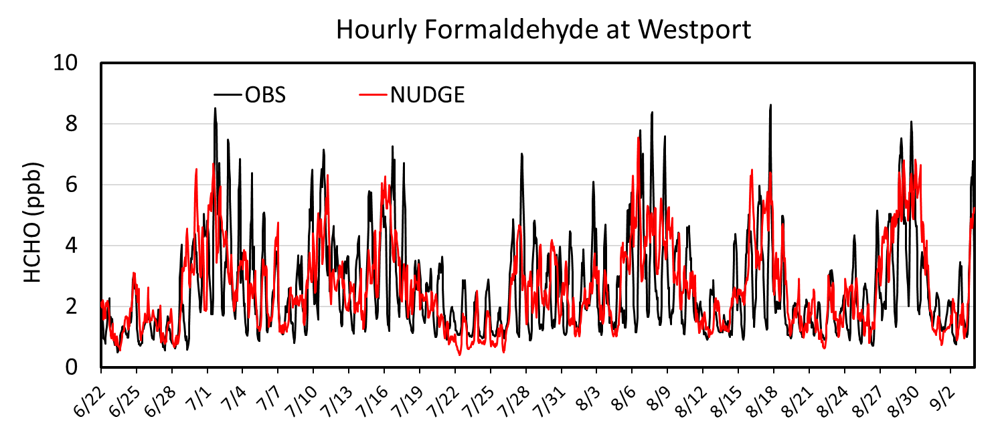 Hourly Formaldehyde at Westport
10
OBS NUDGE
8
6
4
2
0
HCHO (ppb)
6/22 6/25 6/28 7/1 7/4 7/7 7/10 7/13 7/16 7/19 7/22 7/25 7/28 7/31 8/3 8/6 8/9 8/12 8/15 8/18 8/21 8/24 8/27 8/30 9/2